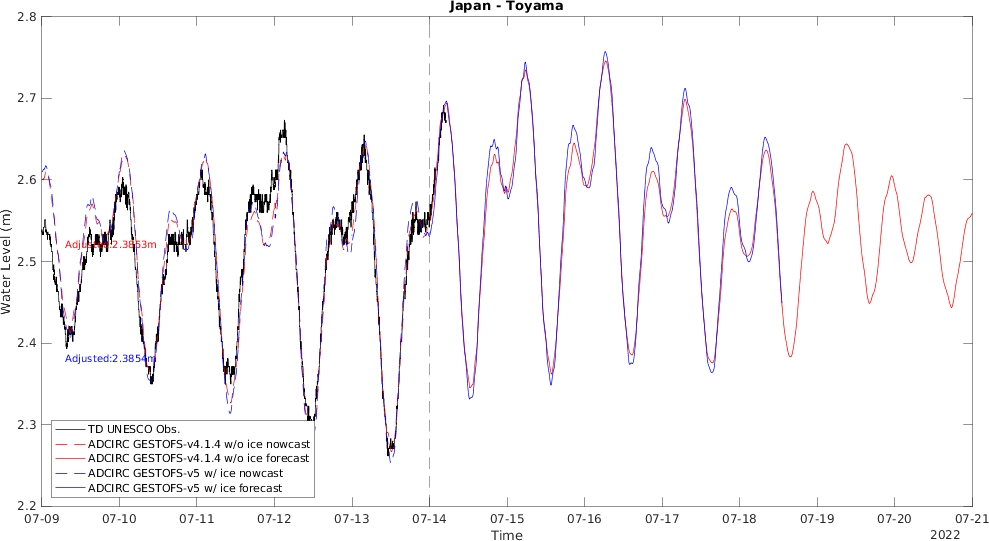 Japan - Toyama
2.8
2.7
2.6
2.5
2.4
2.3
2.2
Water Level (m)
Adjusted:2.3853m
Adjusted:2.3854m
TD UNESCO Obs.
ADCIRC GESTOFS-v4.1.4 w/o ice nowcast
ADCIRC GESTOFS-v4.1.4 w/o ice forecast
ADCIRC GESTOFS-v5 w/ ice nowcast
ADCIRC GESTOFS-v5 w/ ice forecast
07-09 07-10 07-11 07-12 07-13 07-14 07-15 07-16 07-17 07-18 07-19 07-20 07-21
Time
2022